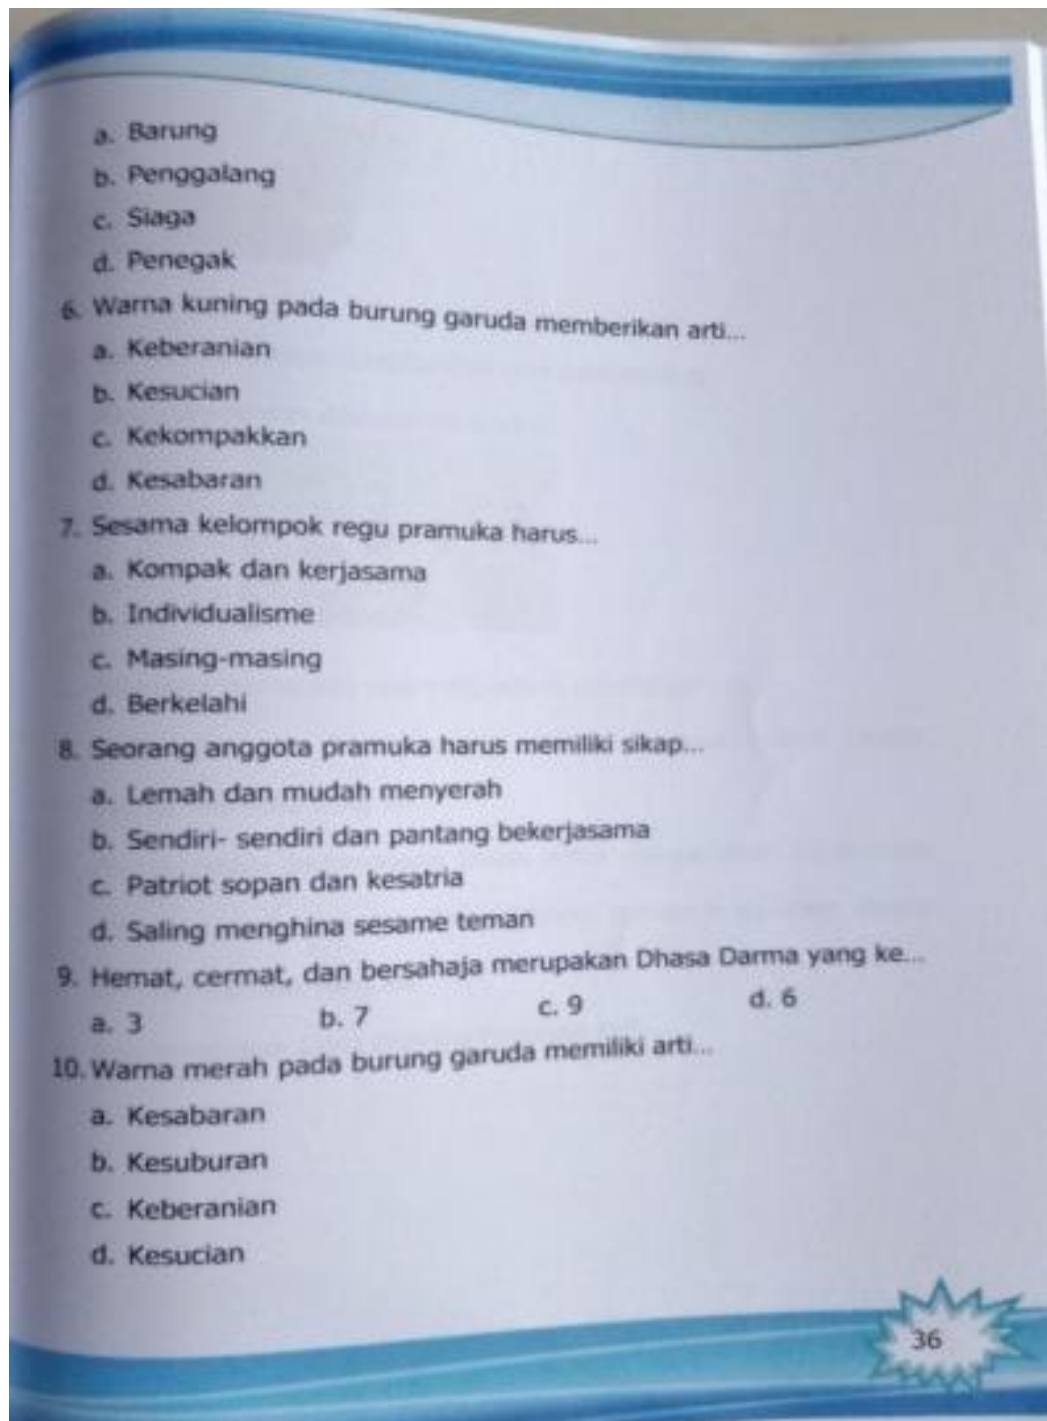 a. Barung
b. Penggalang
c. Siaga
d. Penegak
6. Warna kuning pada burung garuda memberikan arti...
a. Keberanian
b. Kesucian
c. Kekompakkan
d. Kesabaran
7. Sesama kelompok regu pramuka harus...
a. Kompak dan kerjasama
b. Individualisme
c. Masing-masing
d. Berkelahi
8. Seorang anggota pramuka harus memiliki sikap...
a. Lemah dan mudah menyerah
b. Sendiri- sendiri dan pantang bekerjasama
c. Patriot sopan dan kesatria
d. Saling menghina sesame teman
9. Hemat, cermat, dan bersahaja merupakan Dhasa Darma yang ke...
a. 3 b. 7 c. 9 d. 6
10. Warna merah pada burung garuda memiliki arti...
a. Kesabaran
b. Kesuburan
c. Keberanian
d. Kesucian
36